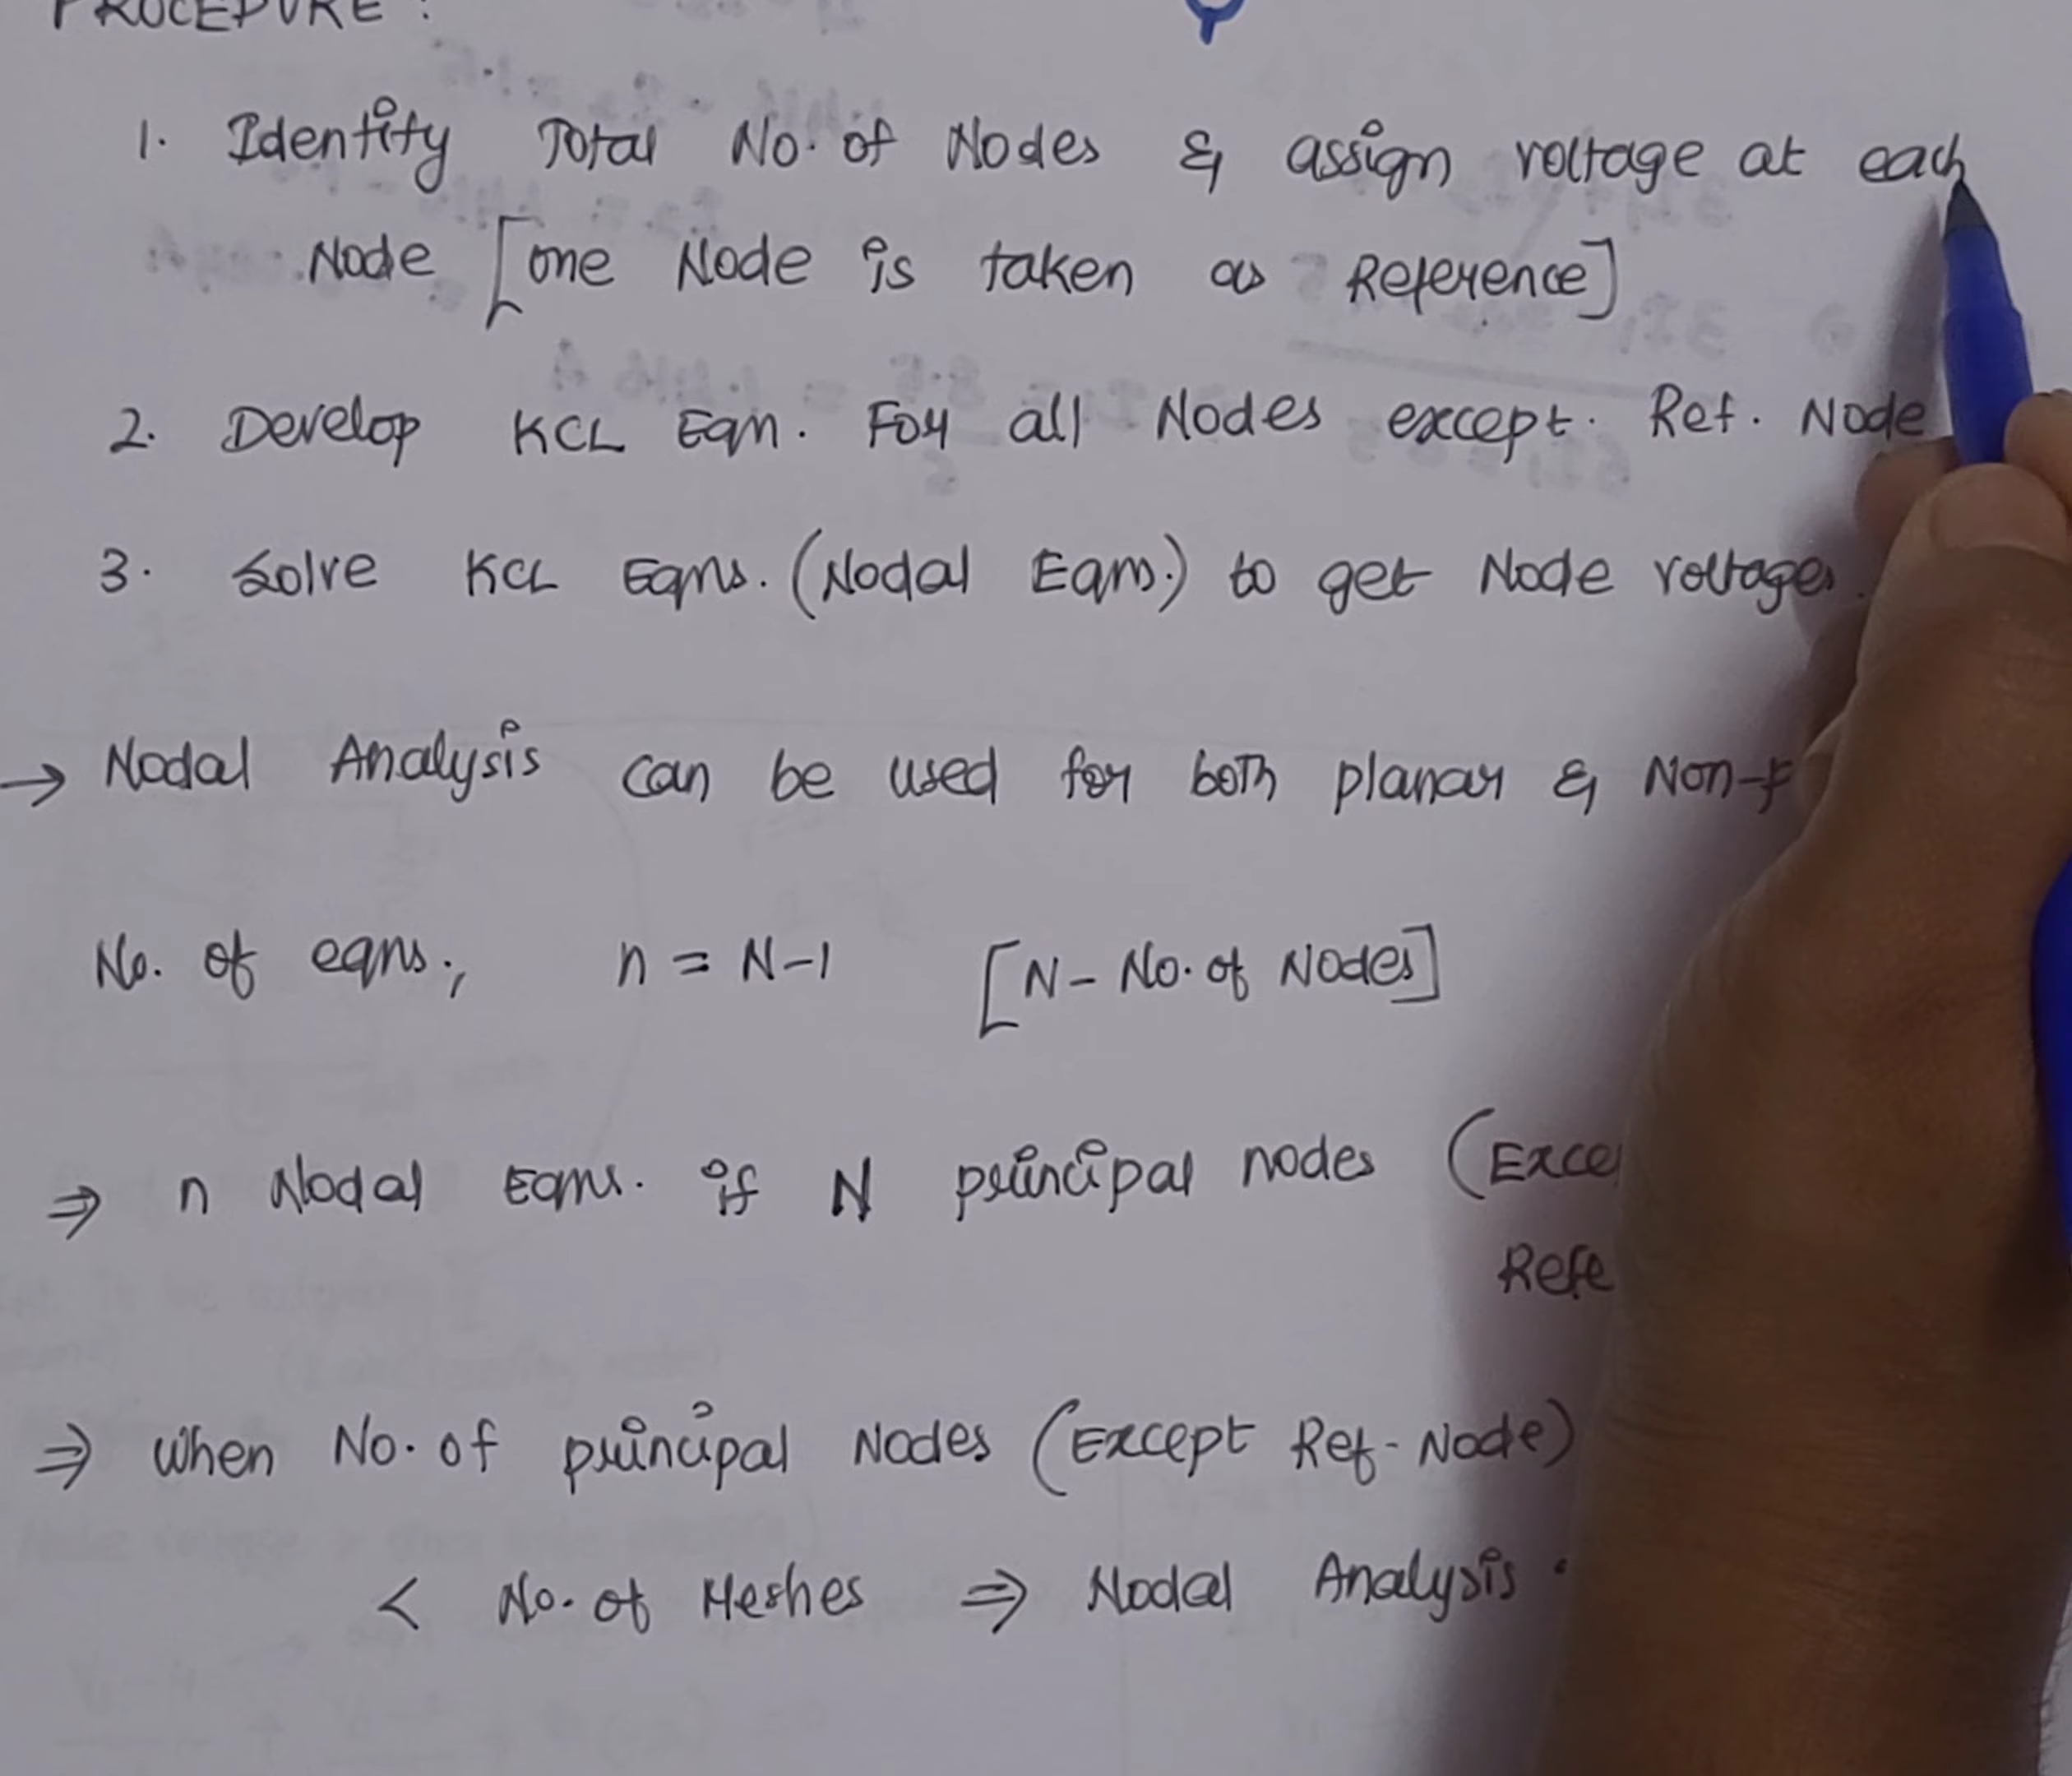 PROCEDURE :
1. Identity Total No. of Nodes & assign voltage at each
Node [one Node is taken as Reference]
2. Develop KCL Eqn. For all Nodes except. Ref. Node
3. Solve KCL Eqns. (Nodal Eqns.) to get Node voltages.
→ Nodal Analysis can be used for both planar & Non-p
No. of eqns., n = N-1 [N- No. of Nodes]
⇒ n Nodal Eqns. if N principal nodes (Excep
Refe
⇒ when No. of principal Nodes (Except Ref- Node)
< No. of Meshes ⇒ Nodal Analysis .